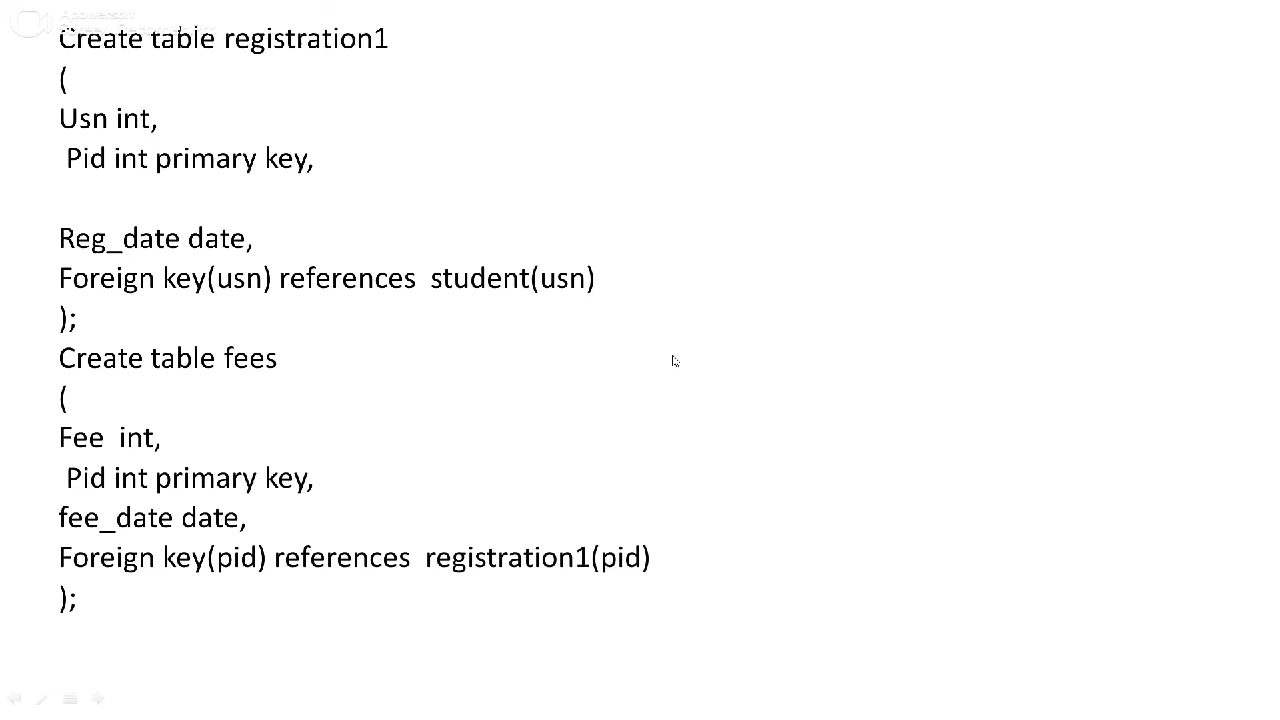 Apowersoft
Create table registration1
(
Usn int,
Pid int primary key,
Reg_date date,
Foreign key(usn) references  student(usn)
);
Create table fees
(
Fee  int,
Pid int primary key,
fee_date date,
Foreign key(pid) references  registration1(pid)
);